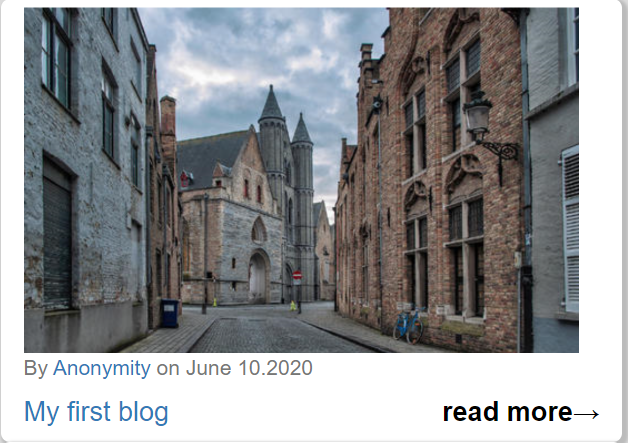 By Anonymity on June 10.2020
My first blog
read more→